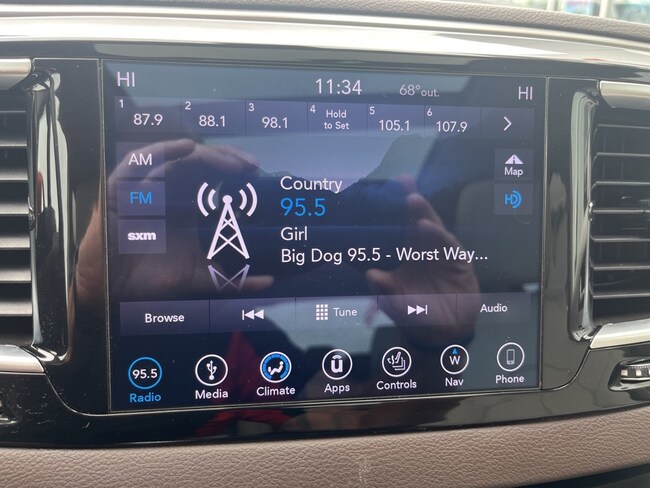 HI 11:34 68°out. HI
1 87.9 2 88.1 3 98.1 4 Hold to Set 5 105.1 6 107.9 >
AM
FM
sxm
Map
HD
Country
95.5
Girl
Big Dog 95.5 - Worst Way...
Browse Tune Audio
95.5 W
Radio Media Climate Apps Controls Nav Phone